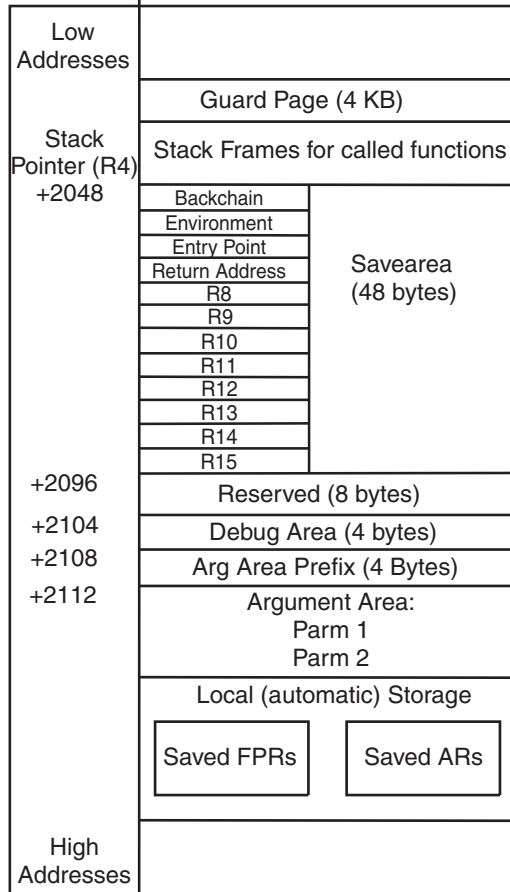 Low
Addresses
Guard Page (4 KB)
Stack
Pointer (R4)
+2048
Stack Frames for called functions
Backchain
Environment
Entry Point
Return Address
R8
R9
R10
R11
R12
R13
R14
R15
Savearea
(48 bytes)
+2096
Reserved (8 bytes)
+2104
Debug Area (4 bytes)
+2108
Arg Area Prefix (4 Bytes)
+2112
Argument Area:
Parm 1
Parm 2
Local (automatic) Storage
Saved FPRs
Saved ARs
High
Addresses